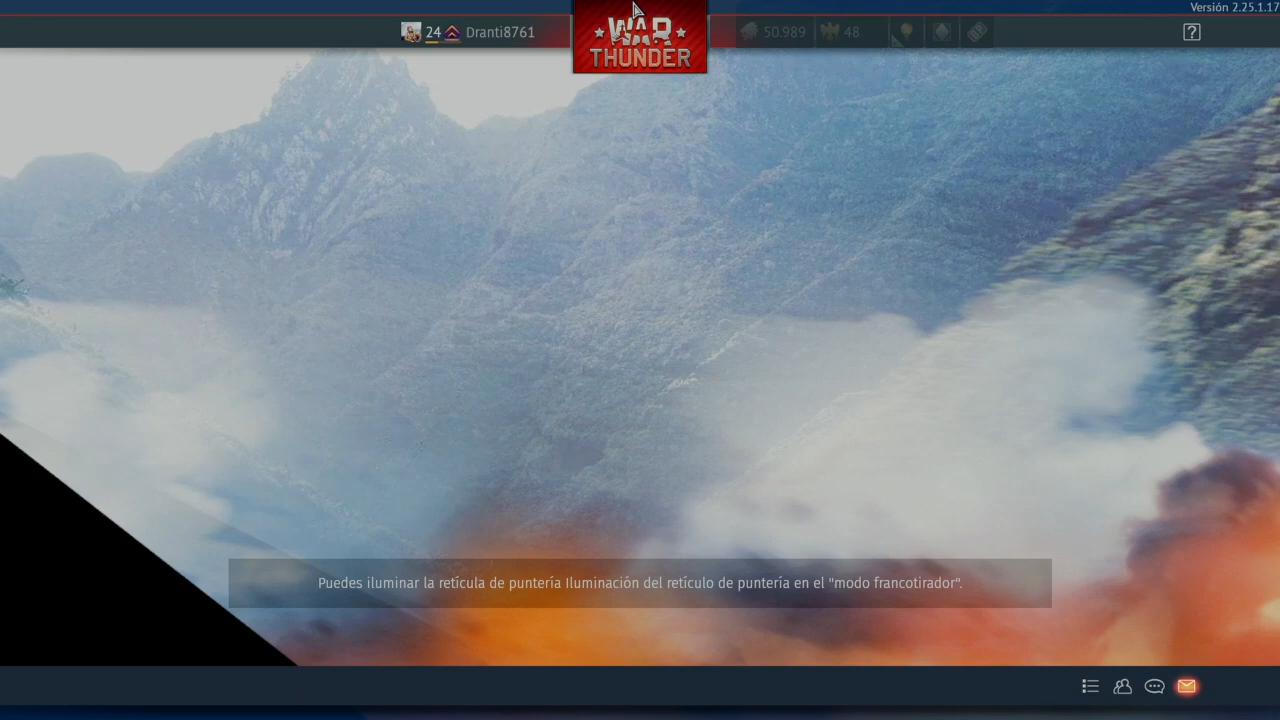 Versión 2.25.1.17
24 Dranti8761
WAR
THUNDER
50.989
48
?
Puedes iluminar la retícula de puntería Iluminación del retículo de puntería en el "modo francotirador".